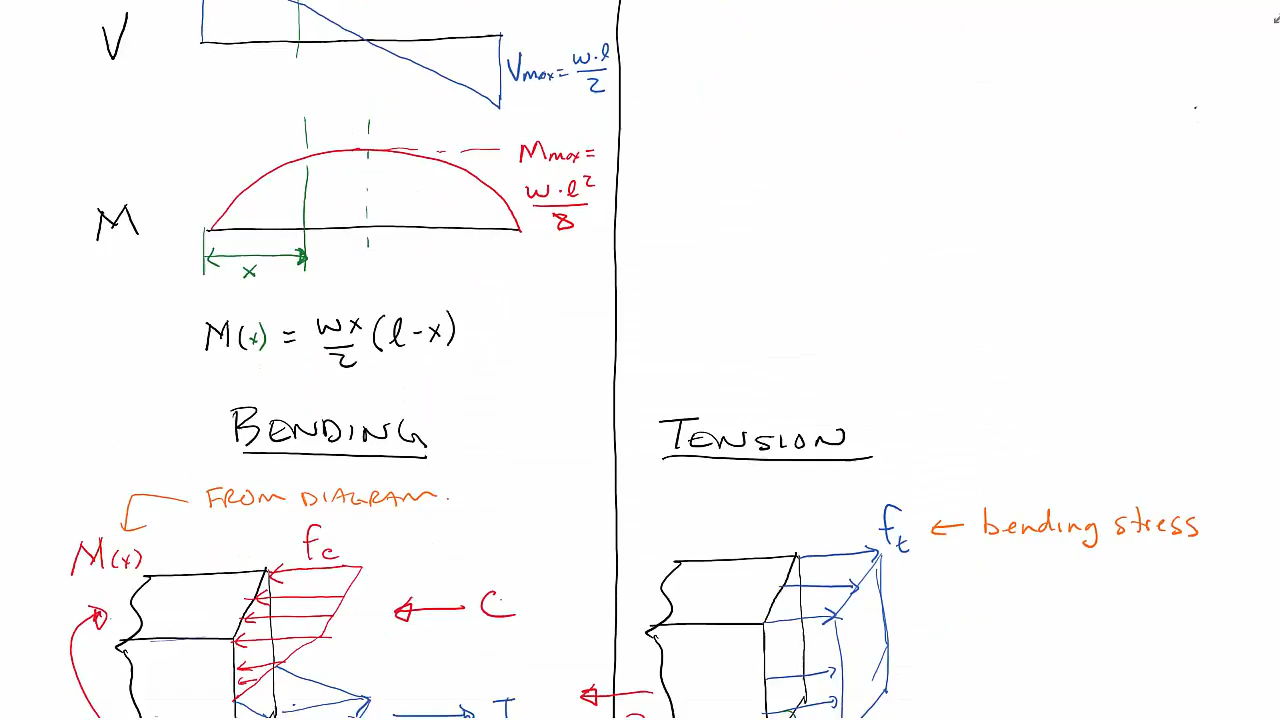 V
Vmax = w·l/2
Mmax =
w·l²/8
M
x
M(x) = wx/2 (l-x)
BENDING
TENSION
FROM DIAGRAM.
ft ← bending stress
M(x)
fc
← C
T